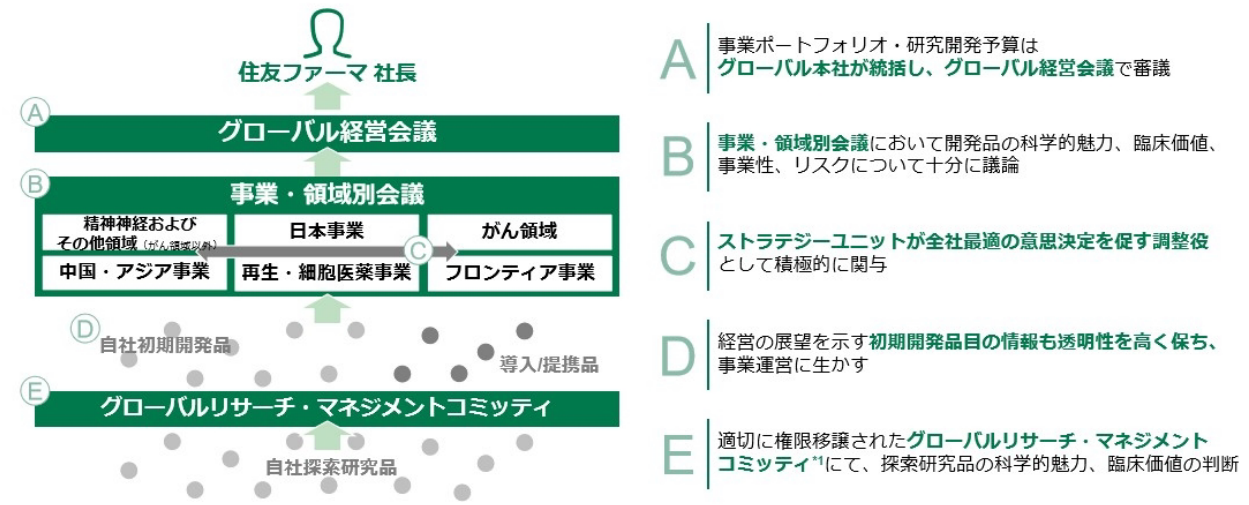 住友ファーマ 社長
A
グローバル経営会議
B
事業・領域別会議
精神神経および
その他領域（がん領域以外）
日本事業
がん領域
C
中国・アジア事業
再生・細胞医薬事業
フロンティア事業
D
自社初期開発品
導入/提携品
E
グローバルリサーチ・マネジメントコミッティ
自社探索研究品
A
事業ポートフォリオ・研究開発予算は
グローバル本社が統括し、グローバル経営会議で審議
B
事業・領域別会議において開発品の科学的魅力、臨床価値、
事業性、リスクについて十分に議論
C
ストラテジーユニットが全社最適の意思決定を促す調整役
として積極的に関与
D
経営の展望を示す初期開発品目の情報も透明性を高く保ち、
事業運営に生かす
E
適切に権限移譲されたグローバルリサーチ・マネジメント
コミッティ*1にて、探索研究品の科学的魅力、臨床価値の判断